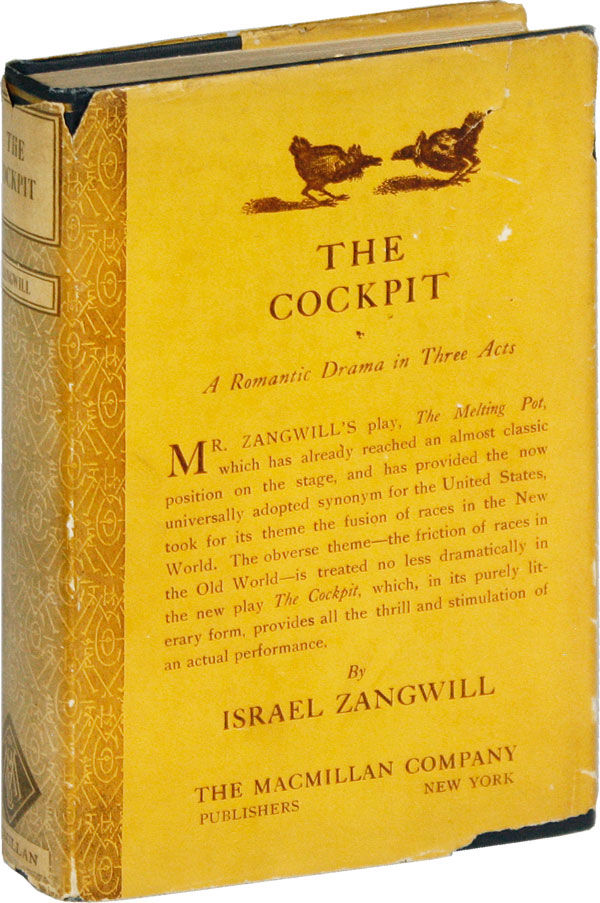 THE
COCKPIT
ZANGWILL
MILLAN
THE
COCKPIT
A Romantic Drama in Three Acts
MR. ZANGWILL'S play, The Melting Pot,
which has already reached an almost classic
position on the stage, and has provided the now
universally adopted synonym for the United States,
took for its theme the fusion of races in the New
World. The obverse theme—the friction of races in
the Old World—is treated no less dramatically in
the new play The Cockpit, which, in its purely lit-
erary form, provides all the thrill and stimulation of
an actual performance.
By
ISRAEL ZANGWILL
THE MACMILLAN COMPANY
PUBLISHERS NEW YORK